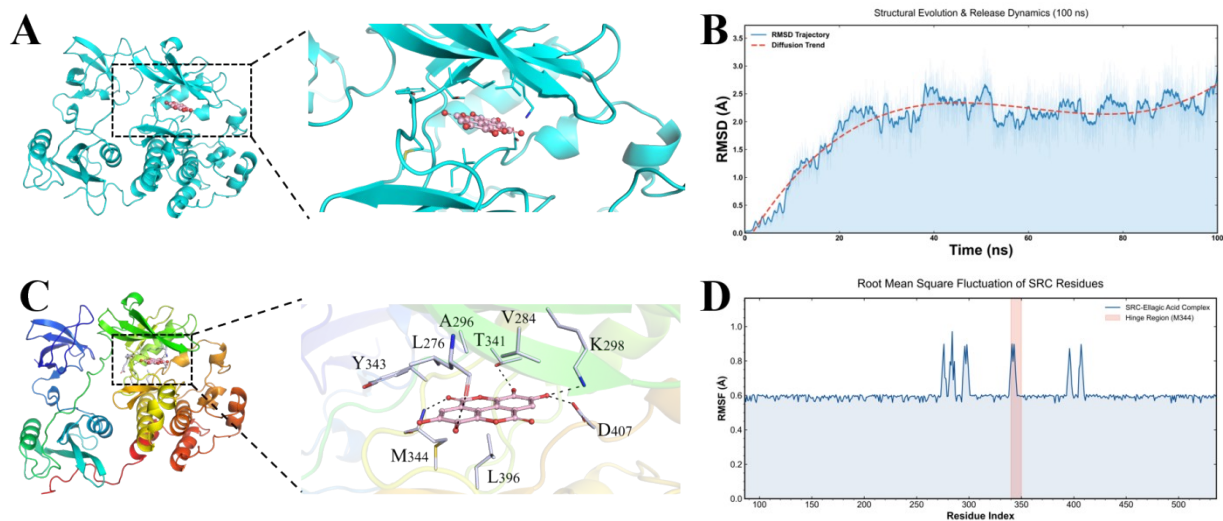 A
B
Structural Evolution & Release Dynamics (100 ns)
RMSD Trajectory
Diffusion Trend
RMSD (Å)
3.5
3.0
2.5
2.0
1.5
1.0
0.5
0.0
0 20 40 60 80 100
Time (ns)
C
A296
V284
T341
K298
L276
Y343
M344
D407
L396
D
Root Mean Square Fluctuation of SRC Residues
SRC-Ellagic Acid Complex
Hinge Region (M344)
RMSF (Å)
1.0
0.8
0.6
0.4
0.2
0.0
100 150 200 250 300 350 400 450 500
Residue Index